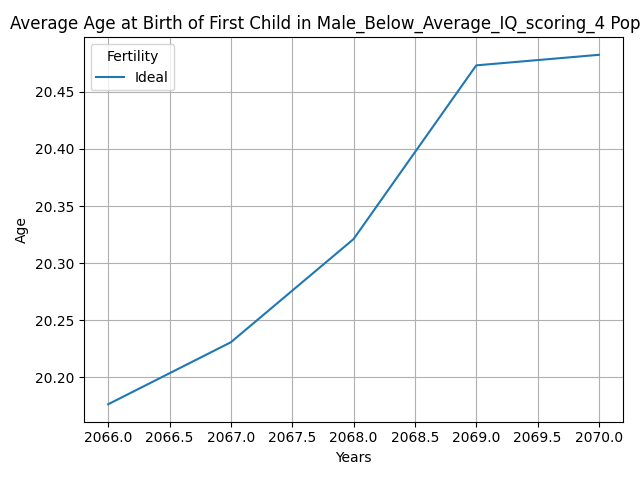 Average Age at Birth of First Child in Male_Below_Average_IQ_scoring_4 Pop
Fertility
Ideal
20.45
20.40
20.35
20.30
20.25
20.20
Age
2066.0 2066.5 2067.0 2067.5 2068.0 2068.5 2069.0 2069.5 2070.0
Years